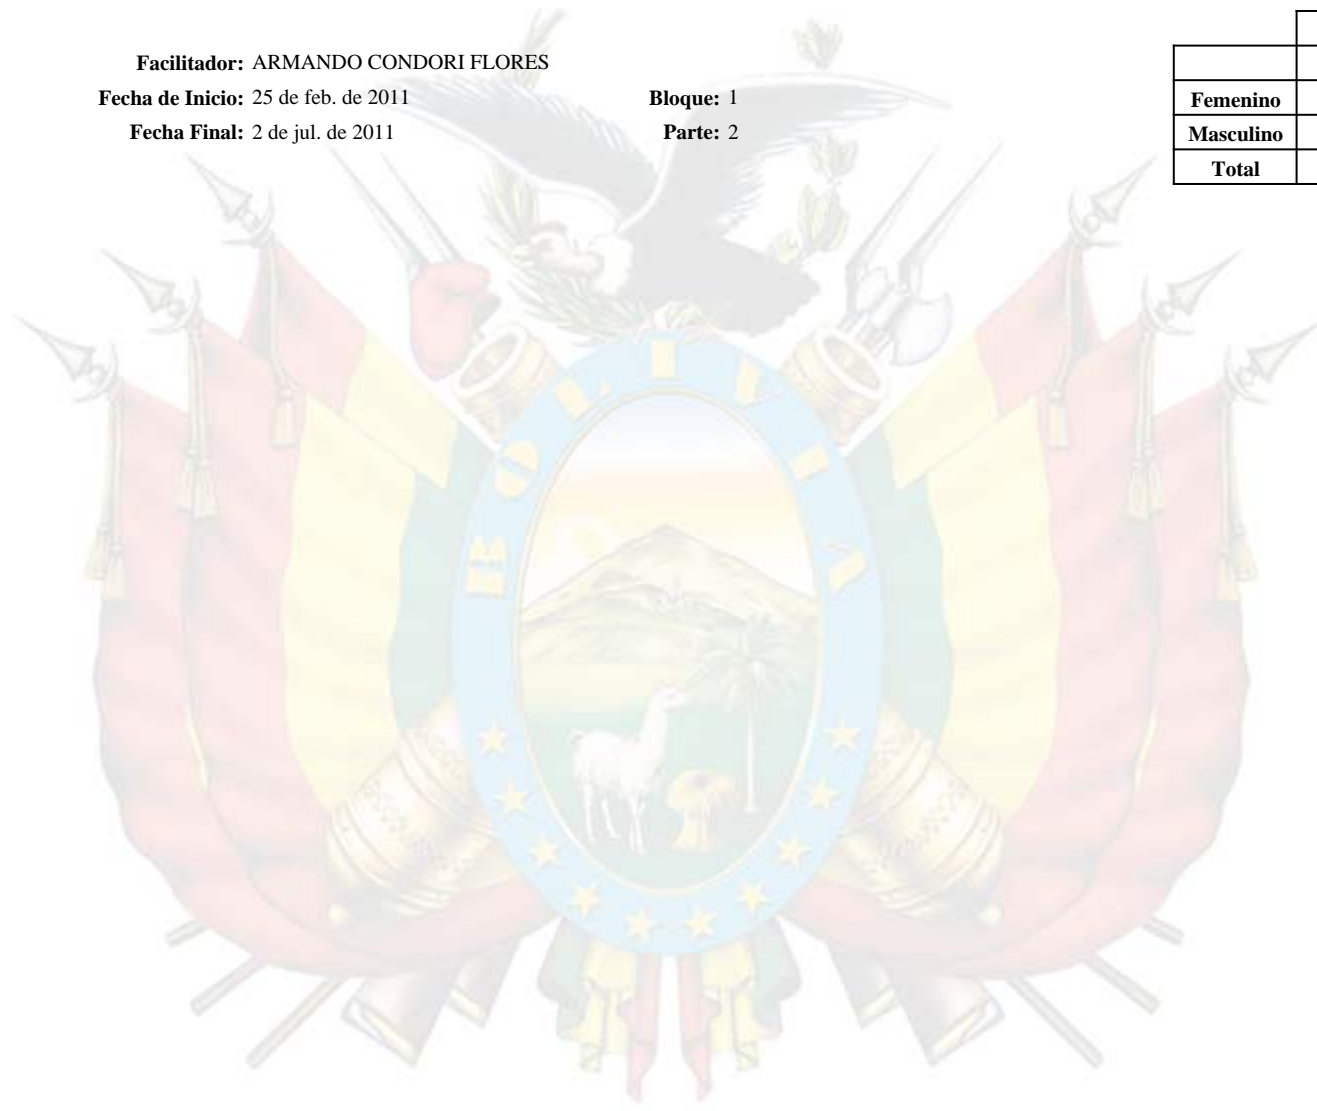 Facilitador: ARMANDO CONDORI FLORES
Fecha de Inicio: 25 de feb. de 2011 Bloque: 1
Fecha Final: 2 de jul. de 2011 Parte: 2
Femenino
Masculino
Total
BOLIVIA